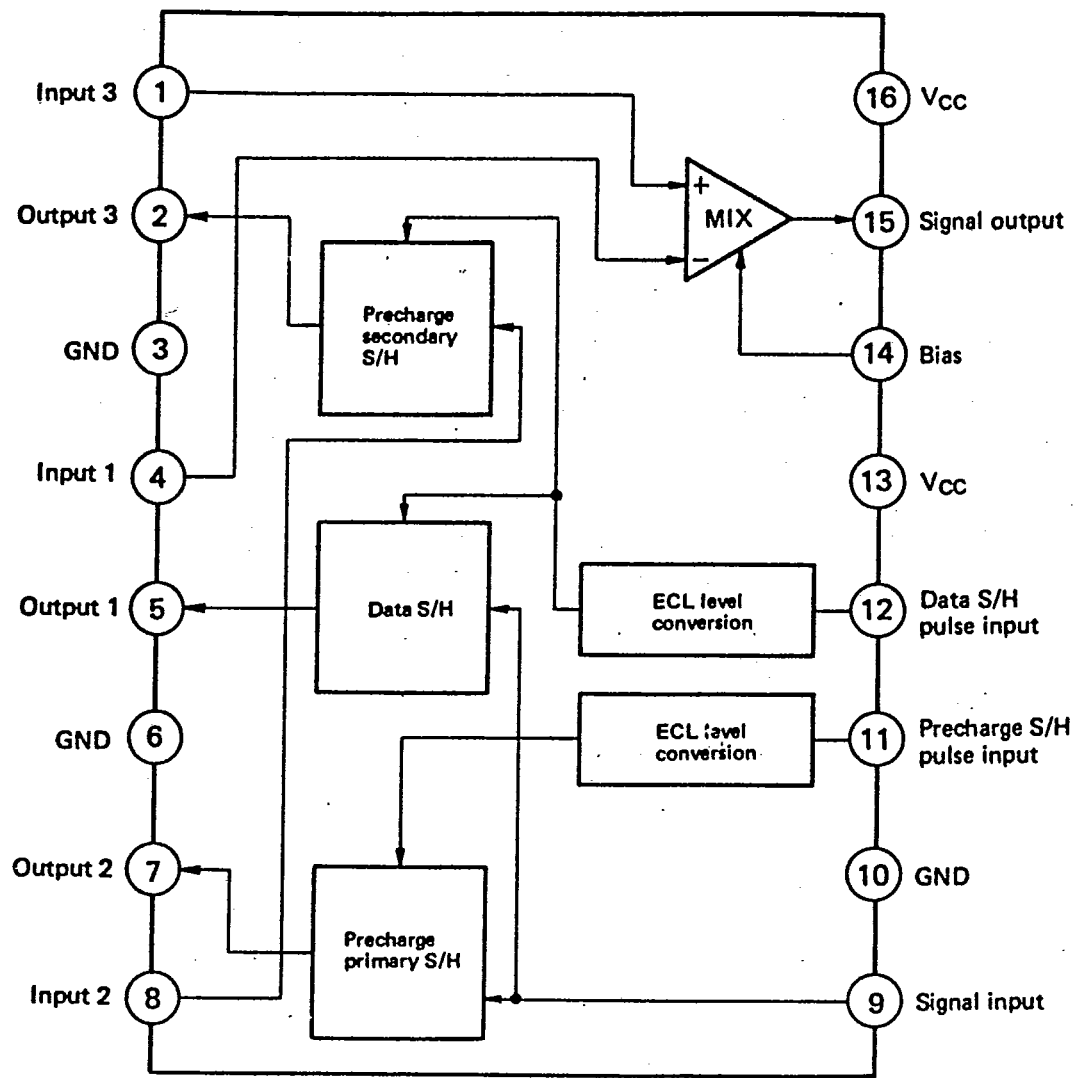 Input 3
1
16
VCC
Output 3
2
+
MIX
−
15
Signal output
Precharge
secondary
S/H
GND
3
14
Bias
Input 1
4
13
VCC
Output 1
5
Data S/H
ECL level
conversion
12
Data S/H
pulse input
GND
6
ECL level
conversion
11
Precharge S/H
pulse input
Output 2
7
10
GND
Precharge
primary S/H
Input 2
8
9
Signal input